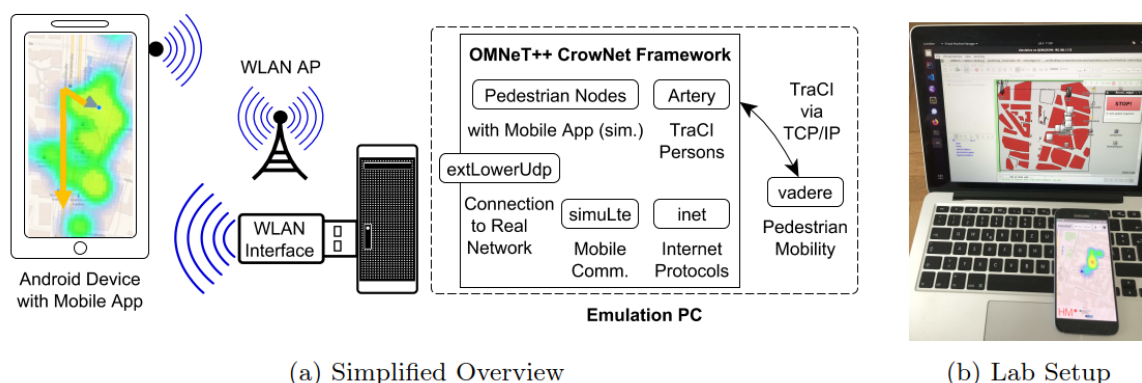 OMNeT++ CrowNet Framework
WLAN AP
Pedestrian Nodes
Artery
with Mobile App (sim.)
TraCI
Persons
TraCI
via
TCP/IP
extLowerUdp
Connection
to Real
Network
simuLte
Mobile
Comm.
inet
Internet
Protocols
vadere
Pedestrian
Mobility
WLAN
Interface
Android Device
with Mobile App
Emulation PC
STOP!
HM
(a) Simplified Overview
(b) Lab Setup